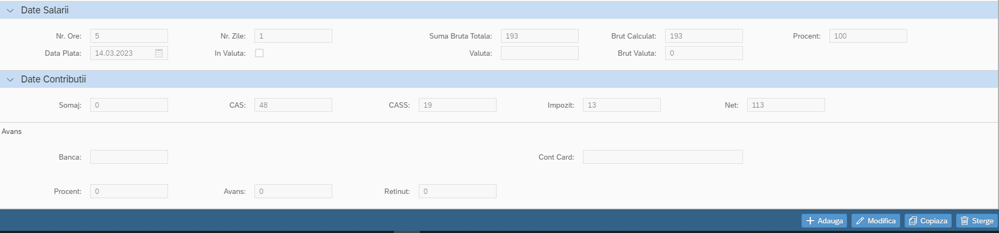 Date Salarii
Nr. Ore: 5 Nr. Zile: 1 Suma Bruta Totala: 193 Brut Calculat: 193 Procent: 100
Data Plata: 14.03.2023 In Valuta: Valuta: Brut Valuta: 0
Date Contributii
Somaj: 0 CAS: 48 CASS: 19 Impozit: 13 Net: 113
Avans
Banca: Cont Card:
Procent: 0 Avans: 0 Retinut: 0
Adauga Modifica Copiaza Sterge